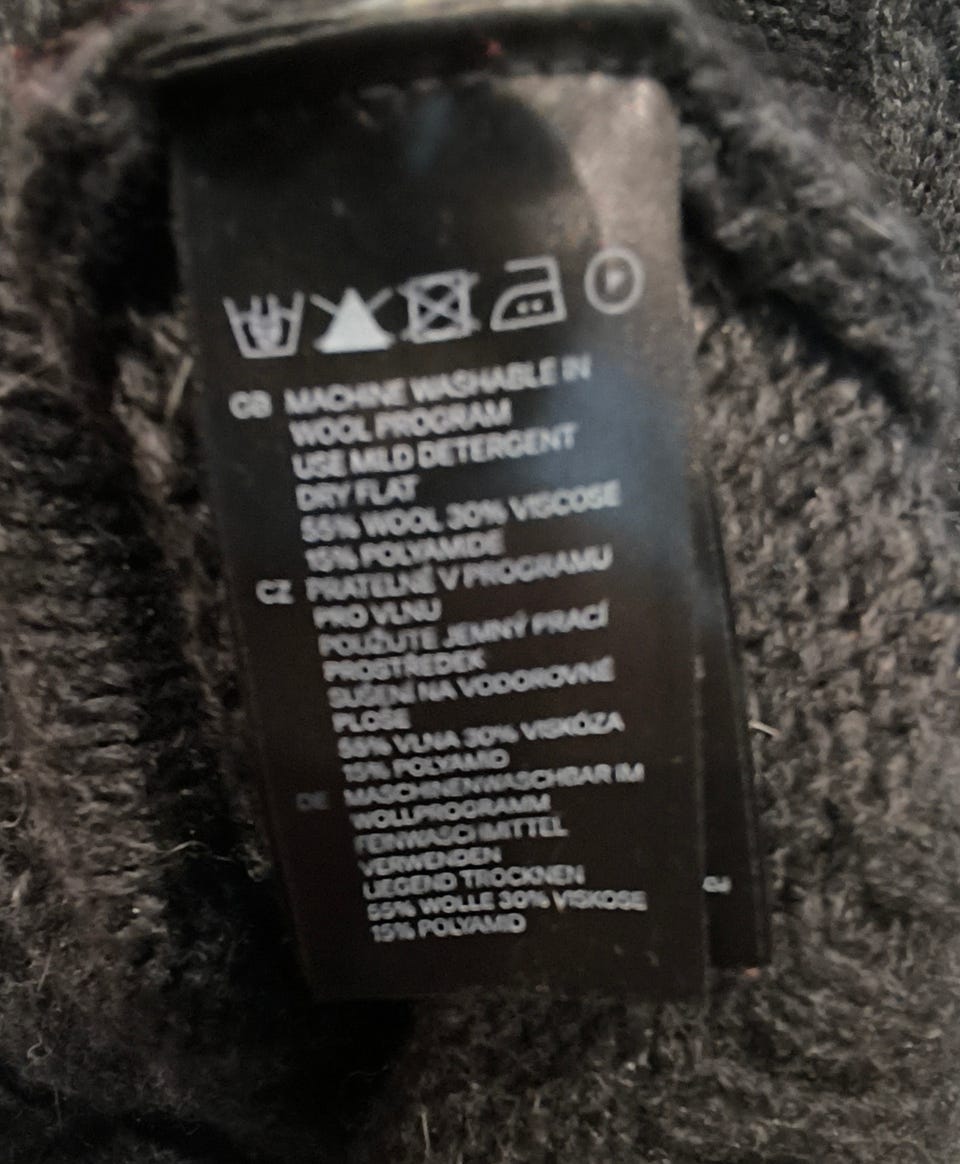 P
GB MACHINE WASHABLE IN
WOOL PROGRAM
USE MILD DETERGENT
DRY FLAT
55% WOOL 30% VISCOSE
15% POLYAMIDE
CZ PRATELNÉ V PROGRAMU
PRO VLNU
POUŽIJTE JEMNÝ PRACÍ
PROSTŘEDEK
SUŠENÍ NA VODOROVNÉ
PLOŠE
55% VLNA 30% VISKÓZA
15% POLYAMID
DE MASCHINENWASCHBAR IM
WOLLPROGRAMM
FEINWASCHMITTEL
VERWENDEN
LIEGEND TROCKNEN
55% WOLLE 30% VISKOSE
15% POLYAMID